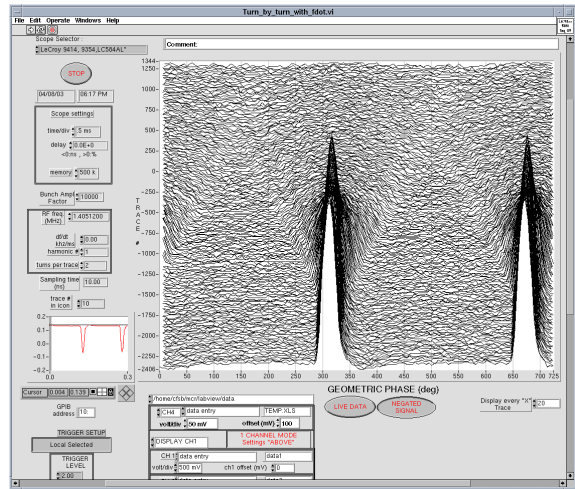 Turn_by_turn_with_fdot.vi
File Edit Operate Windows Help
Scope Selector :
LeCroy 9414, 9354,LC584AL"
Comment:
STOP
04/08/03 06:17 PM
Scope settings
time/div .5 ms
delay 0.0E+0
<0:ns , >0:%
memory 500 k
Bunch Ampl Factor 10000
RF freq. (MHz) 1.4051200
df/dt khz/ms 0.00
harmonic # 1
turns per trace 2
Sampling time (ns) 10.00
trace # in icon 10
0.2-
0.1-
0.0-
-0.1-
-0.2-
0.0 0.3
Cursor 0.004 0.139
GPIB address 10:
TRIGGER SETUP
Local Selected
TRIGGER LEVEL
2.00
TRACE #
1344-
1250-
1000-
750-
500-
250-
0-
-250-
-500-
-750-
-1000-
-1250-
-1500-
-1750-
-2000-
-2250-
-2406-
0 50 100 150 200 250 300 350 400 450 500 550 600 650 700 725
GEOMETRIC PHASE (deg)
/home/cfsb/mcr/labview/data
CH4 data entry TEMP.XLS
volt/div 50 mV offset (mV) 100
DISPLAY CH1
1 CHANNEL MODE
Settings "ABOVE"
CH 1 data entry data1
volt/div 500 mV ch1 offset (mV) 0
LIVE DATA
NEGATED SIGNAL
Display every "X" Trace 20